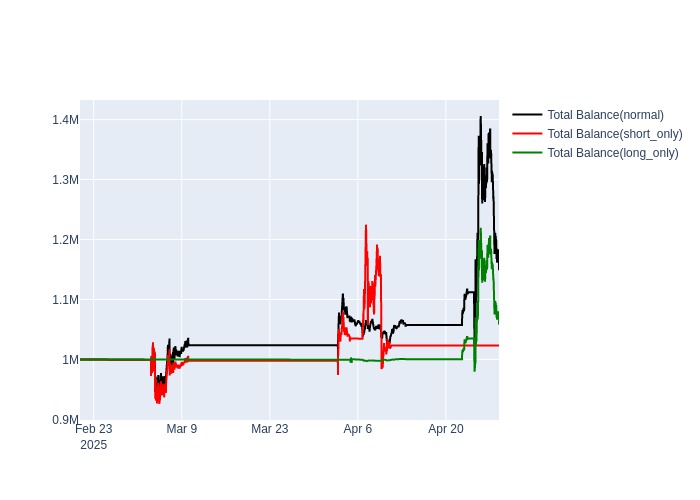 1.4M
1.3M
1.2M
1.1M
1M
0.9M
Feb 23
2025
Mar 9
Mar 23
Apr 6
Apr 20
Total Balance(normal)
Total Balance(short_only)
Total Balance(long_only)